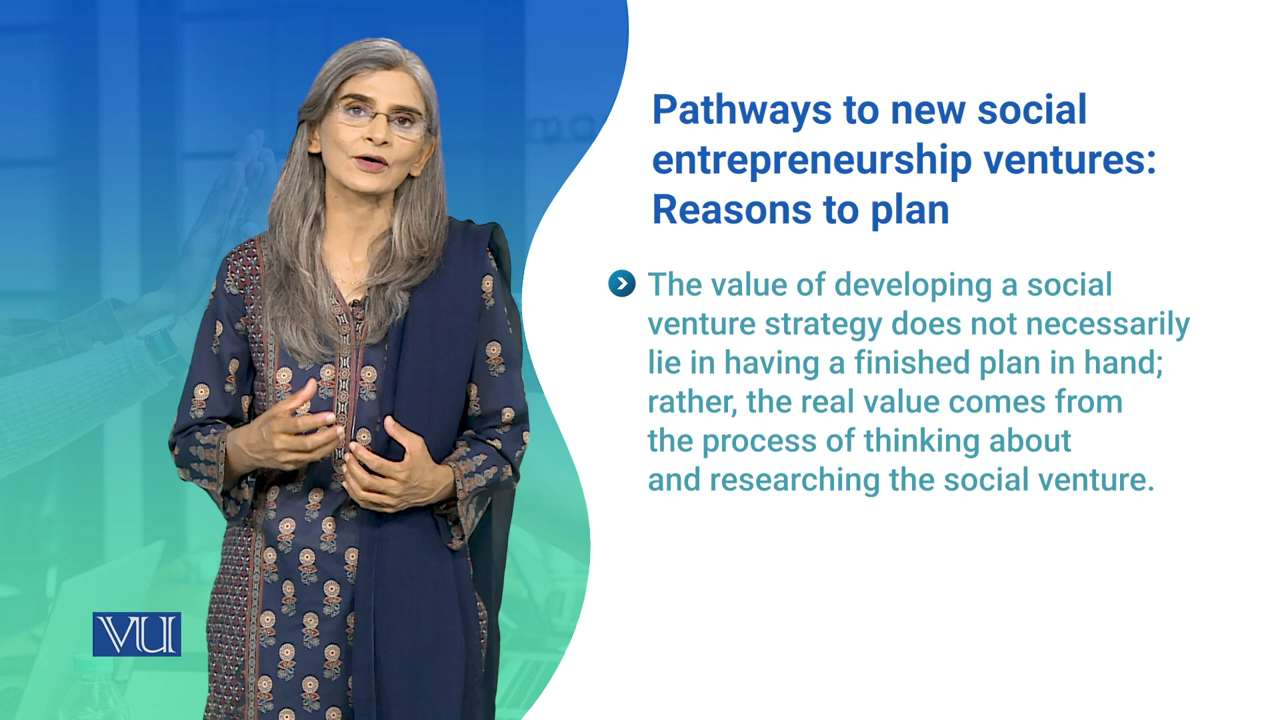 Pathways to new social
entrepreneurship ventures:
Reasons to plan
The value of developing a social
venture strategy does not necessarily
lie in having a finished plan in hand;
rather, the real value comes from
the process of thinking about
and researching the social venture.
VU